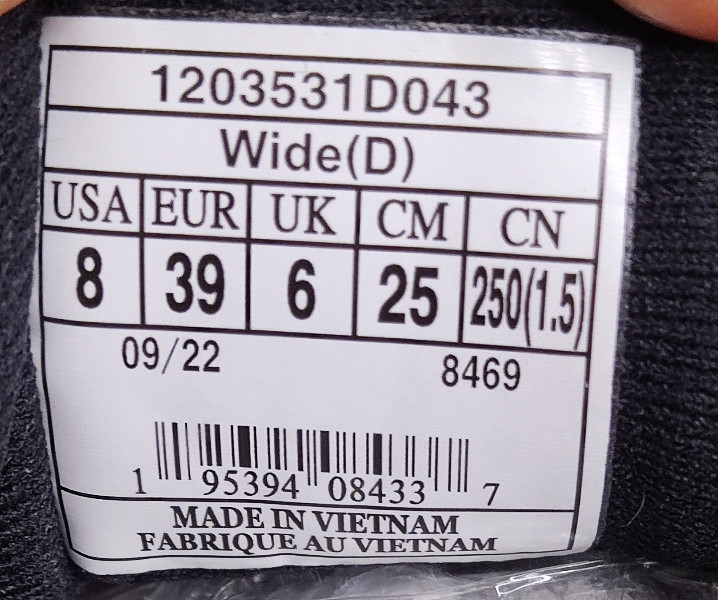 1203531D043
Wide(D)
USA EUR UK CM CN
8 39 6 25 250(1.5)
09/22 8469
1 95394 08433 7
MADE IN VIETNAM
FABRIQUE AU VIETNAM